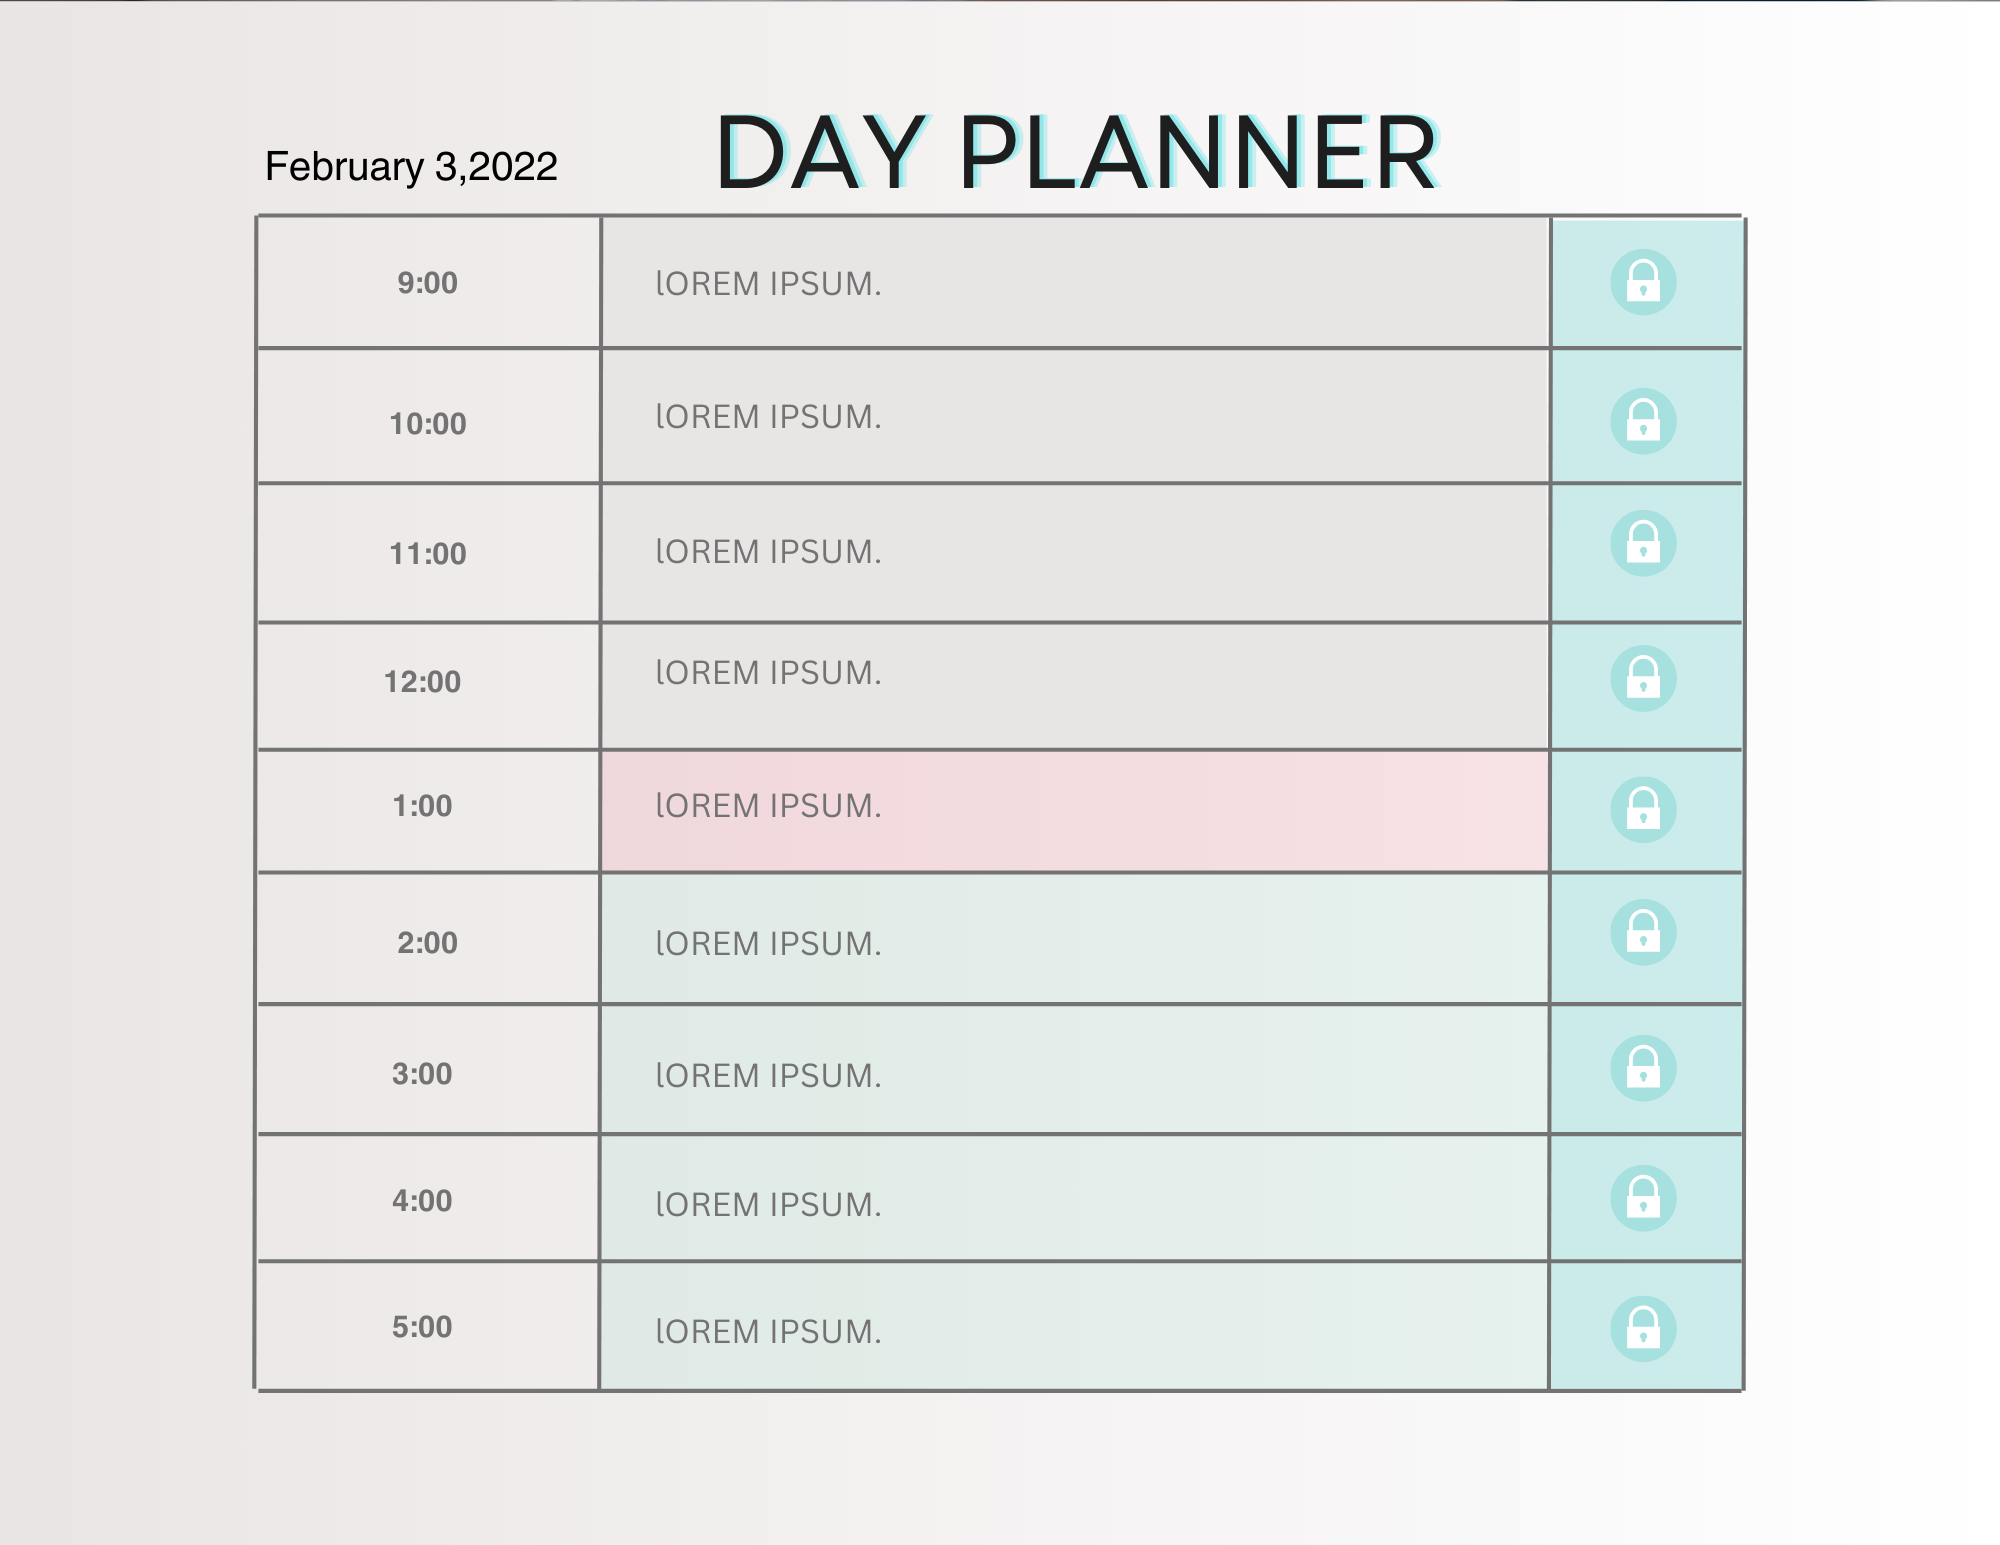 February 3,2022
DAY PLANNER
9:00 lOREM IPSUM.
10:00 lOREM IPSUM.
11:00 lOREM IPSUM.
12:00 lOREM IPSUM.
1:00 lOREM IPSUM.
2:00 lOREM IPSUM.
3:00 lOREM IPSUM.
4:00 lOREM IPSUM.
5:00 lOREM IPSUM.